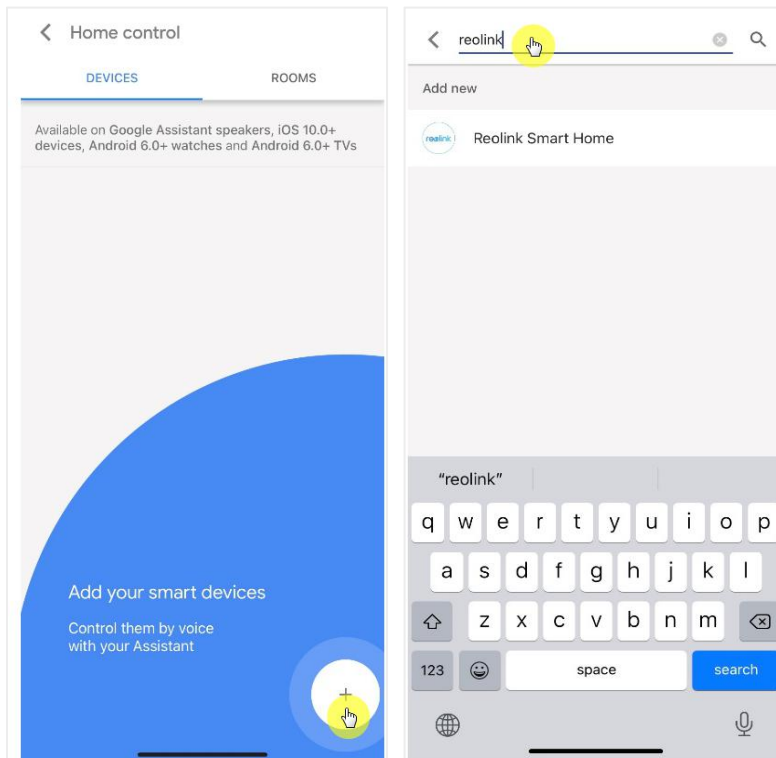 Home control
DEVICES
ROOMS
Available on Google Assistant speakers, iOS 10.0+
devices, Android 6.0+ watches and Android 6.0+ TVs
Add your smart devices
Control them by voice
with your Assistant
+
reolink
Add new
reolink
Reolink Smart Home
“reolink”
q w e r t y u i o p
a s d f g h j k l
z x c v b n m
123
space
search